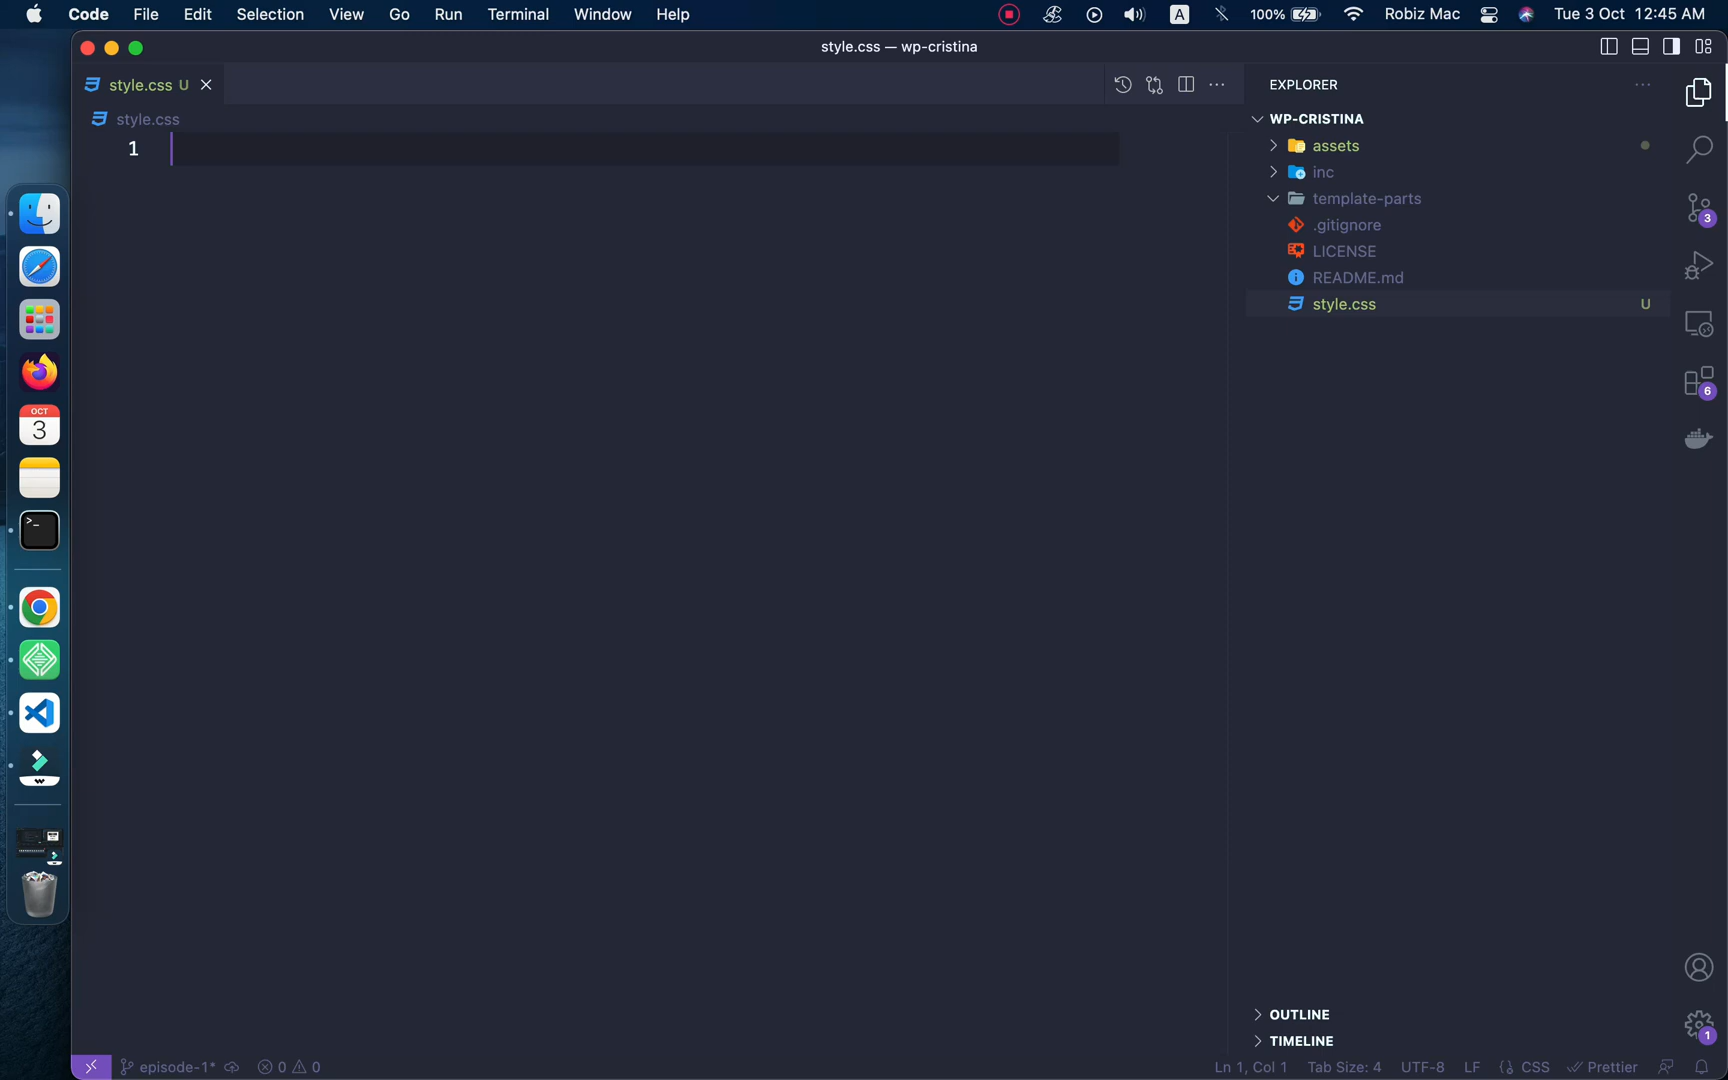 Code File Edit Selection View Go Run Terminal Window Help A 100% Robiz Mac Tue 3 Oct 12:45 AM
style.css — wp-cristina
style.css U
style.css
1
EXPLORER
WP-CRISTINA
assets
inc
template-parts
.gitignore
LICENSE
README.md
style.css U
3
6
OCT
3
OUTLINE
TIMELINE
1
episode-1* 0 0 Ln 1, Col 1 Tab Size: 4 UTF-8 LF {} CSS Prettier